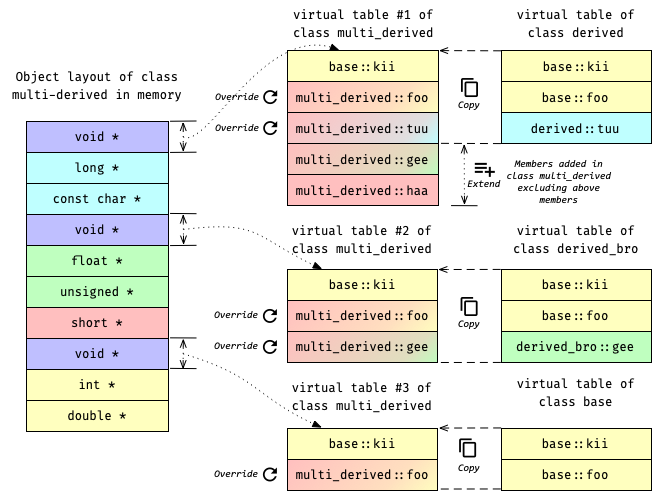 Object layout of class
multi-derived in memory
void *
long *
const char *
void *
float *
unsigned *
short *
void *
int *
double *
virtual table #1 of
class multi_derived
base::kii
Override
multi_derived::foo
Override
multi_derived::tuu
multi_derived::gee
multi_derived::haa
Copy
virtual table of
class derived
base::kii
base::foo
derived::tuu
Extend
Members added in
class multi_derived
excluding above
members
virtual table #2 of
class multi_derived
base::kii
Override
multi_derived::foo
Override
multi_derived::gee
Copy
virtual table of
class derived_bro
base::kii
base::foo
derived_bro::gee
virtual table #3 of
class multi_derived
base::kii
Override
multi_derived::foo
Copy
virtual table of
class base
base::kii
base::foo